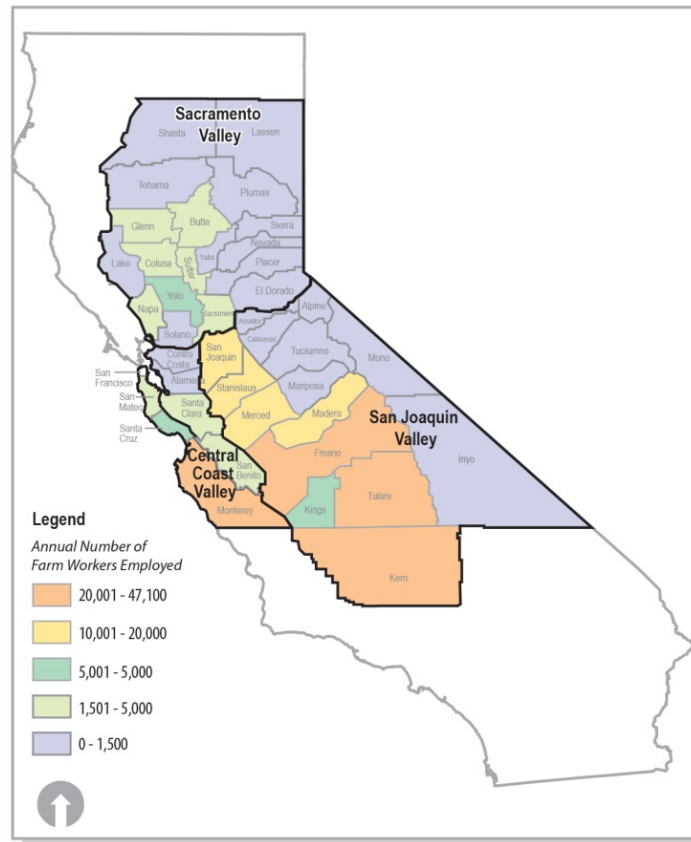 Sacramento
Valley
Shasta
Lassen
Tehama
Plumas
Glenn
Butte
Sierra
Nevada
Lake
Colusa
Sutter
Yuba
Placer
Yolo
El Dorado
Napa
Sacramento
Solano
Amador
Alpine
Calaveras
San
Joaquin
Tuolumne
Mono
Contra
Costa
San
Francisco
Alameda
Stanislaus
Mariposa
San
Mateo
Santa
Clara
Merced
Madera
San Joaquin
Valley
Santa
Cruz
Central
Coast
Valley
San
Benito
Fresno
Inyo
Monterey
Kings
Tulare
Kern
Legend
Annual Number of
Farm Workers Employed
20,001 - 47,100
10,001 - 20,000
5,001 - 5,000
1,501 - 5,000
0 - 1,500